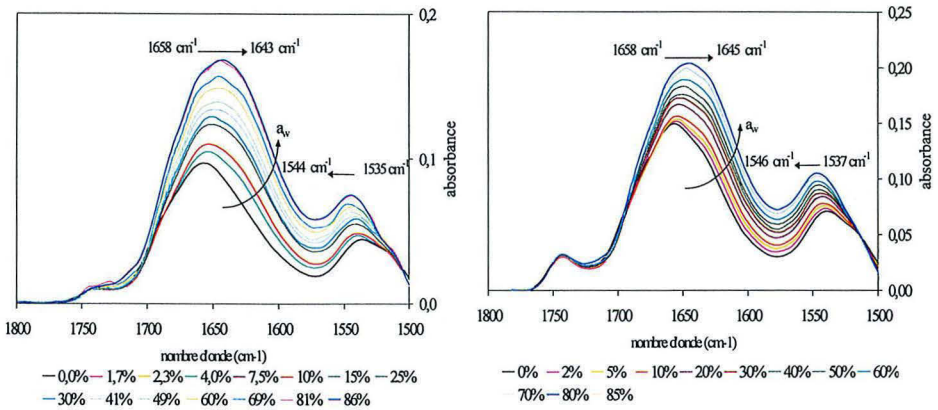 0,2
1658 cm-1 1643 cm-1
aw
1544 cm-1 1535 cm-1
0,1
absorbance
0,0
1800 1750 1700 1650 1600 1550 1500
nombre d'onde (cm-1)
0,0% 1,7% 2,3% 4,0% 7,5% 10% 15% 25%
30% 41% 49% 60% 69% 81% 86%
0,25
1658 cm-1 1645 cm-1
0,20
aw
0,15
1546 cm-1 1537 cm-1
absorbance
0,10
0,05
0,00
1800 1700 1600 1500
nombre d'onde (cm-1)
0% 2% 5% 10% 20% 30% 40% 50% 60%
70% 80% 85%